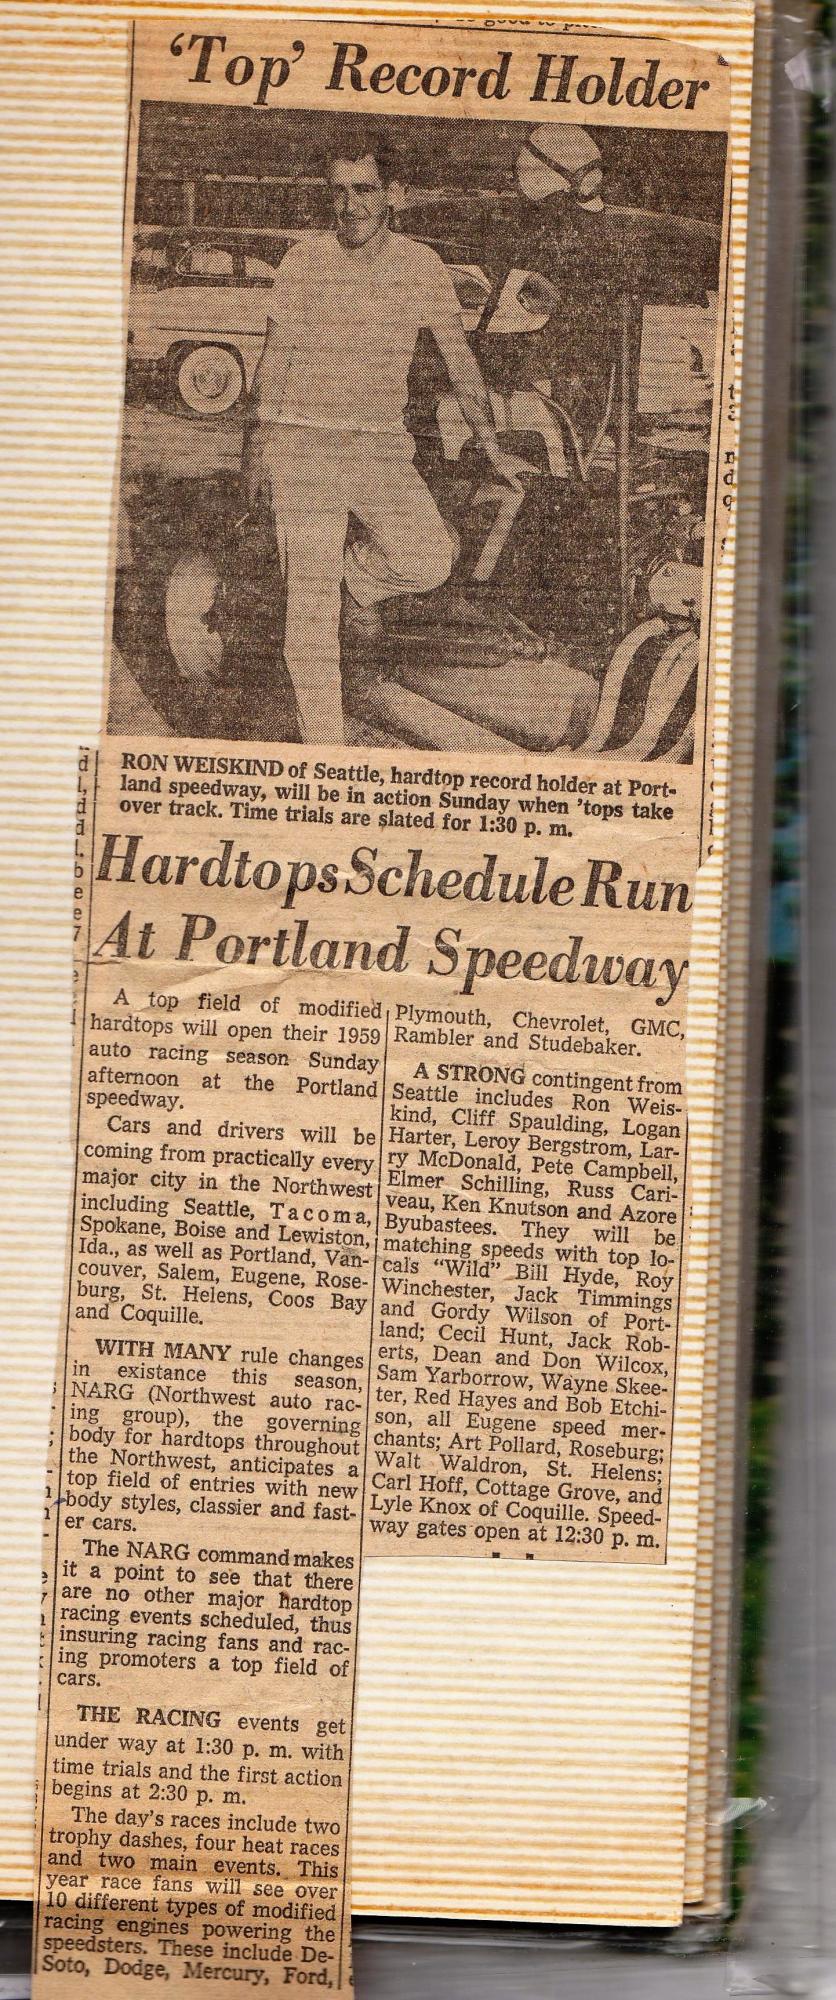 'Top' Record Holder
RON WEISKIND of Seattle, hardtop record holder at Port-
land speedway, will be in action Sunday when 'tops take
over track. Time trials are slated for 1:30 p. m.
Hardtops Schedule Run
At Portland Speedway
A top field of modified
hardtops will open their 1959
auto racing season Sunday
afternoon at the Portland
speedway.
Cars and drivers will be
coming from practically every
major city in the Northwest
including Seattle, Tacoma,
Spokane, Boise and Lewiston,
Ida., as well as Portland, Van-
couver, Salem, Eugene, Rose-
burg, St. Helens, Coos Bay
and Coquille.
WITH MANY rule changes
in existance this season,
NARG (Northwest auto rac-
ing group), the governing
body for hardtops throughout
the Northwest, anticipates a
top field of entries with new
body styles, classier and fast-
er cars.
The NARG command makes
it a point to see that there
are no other major hardtop
racing events scheduled, thus
insuring racing fans and rac-
ing promoters a top field of
cars.
THE RACING events get
under way at 1:30 p. m. with
time trials and the first action
begins at 2:30 p. m.
The day's races include two
trophy dashes, four heat races
and two main events. This
year race fans will see over
10 different types of modified
racing engines powering the
speedsters. These include De-
Soto, Dodge, Mercury, Ford,
Plymouth, Chevrolet, GMC,
Rambler and Studebaker.
A STRONG contingent from
Seattle includes Ron Weis-
kind, Cliff Spaulding, Logan
Harter, Leroy Bergstrom, Lar-
ry McDonald, Pete Campbell,
Elmer Schilling, Russ Cari-
veau, Ken Knutson and Azore
Byubastees. They will be
matching speeds with top lo-
cals "Wild" Bill Hyde, Roy
Winchester, Jack Timmings
and Gordy Wilson of Port-
land; Cecil Hunt, Jack Rob-
erts, Dean and Don Wilcox,
Sam Yarborrow, Wayne Skee-
ter, Red Hayes and Bob Etchi-
son, all Eugene speed mer-
chants; Art Pollard, Roseburg;
Walt Waldron, St. Helens;
Carl Hoff, Cottage Grove, and
Lyle Knox of Coquille. Speed-
way gates open at 12:30 p. m.